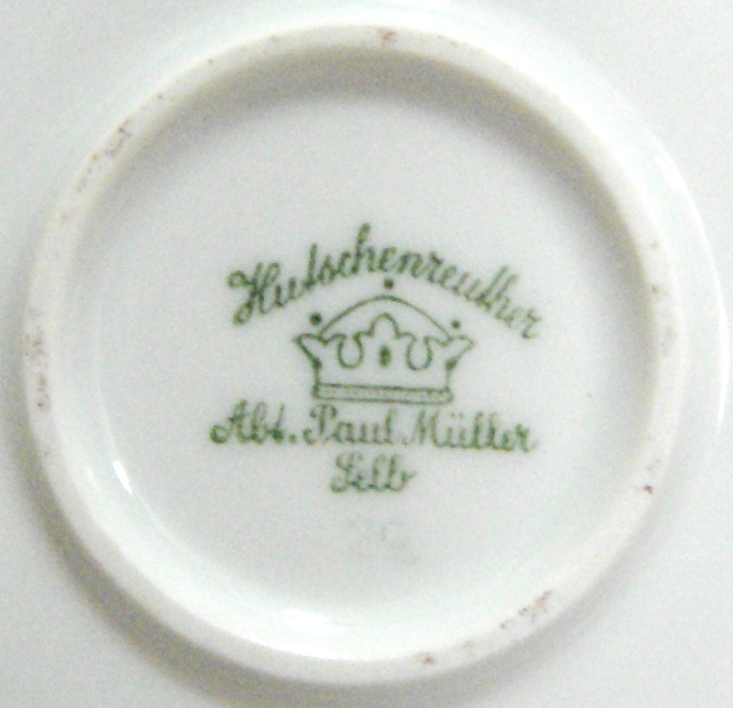 Hutschenreuther
Abt. Paul Müller
Selb